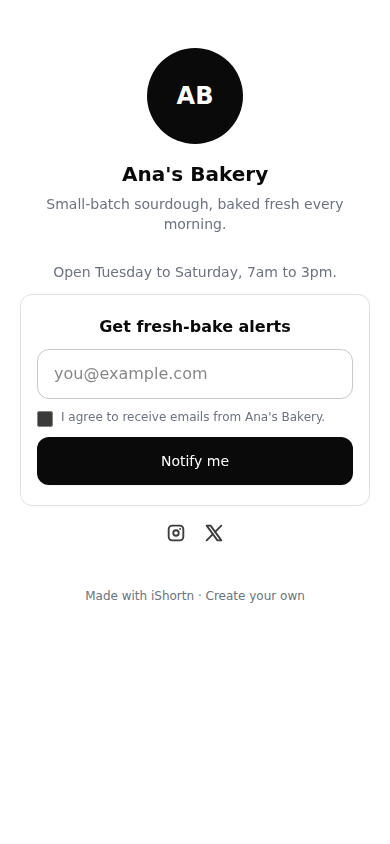 AB
Ana's Bakery
Small-batch sourdough, baked fresh every
morning.
Open Tuesday to Saturday, 7am to 3pm.
Get fresh-bake alerts
you@example.com
I agree to receive emails from Ana's Bakery.
Notify me
Made with iShortn · Create your own